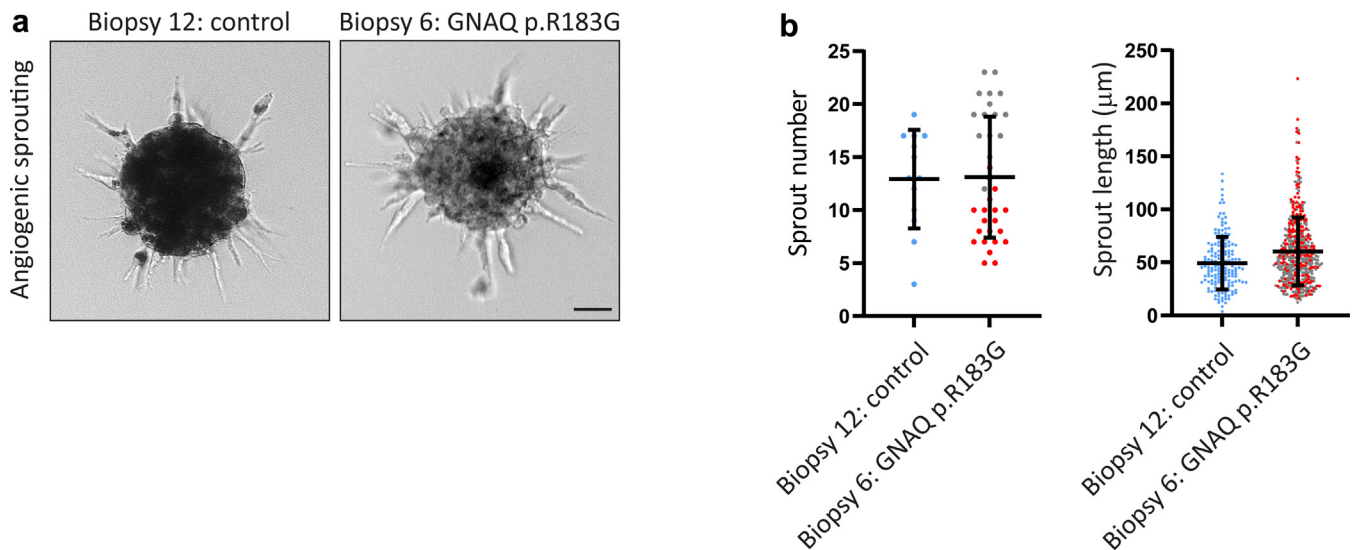 a
Biopsy 12: control
Biopsy 6: GNAQ p.R183G
Angiogenic sprouting
b
Sprout number
25
20
15
10
5
0
Biopsy 12: control
Biopsy 6: GNAQ p.R183G
Sprout length (μm)
250
200
150
100
50
0
Biopsy 12: control
Biopsy 6: GNAQ p.R183G